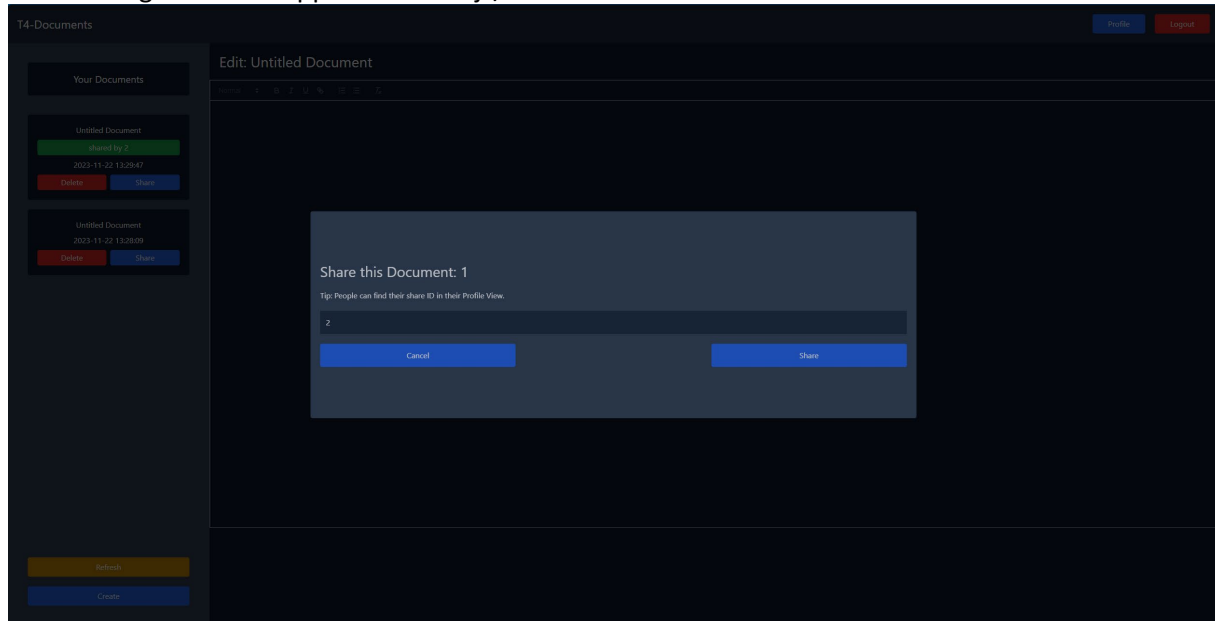 T4-Documents
Profile
Logout
Your Documents
Edit: Untitled Document
Normal
B I U
Untitled Document
shared by 2
2023-11-22 13:29:47
Delete
Share
Untitled Document
2023-11-22 13:28:09
Delete
Share
Share this Document: 1
Tip: People can find their share ID in their Profile View.
2
Cancel
Share
Refresh
Create